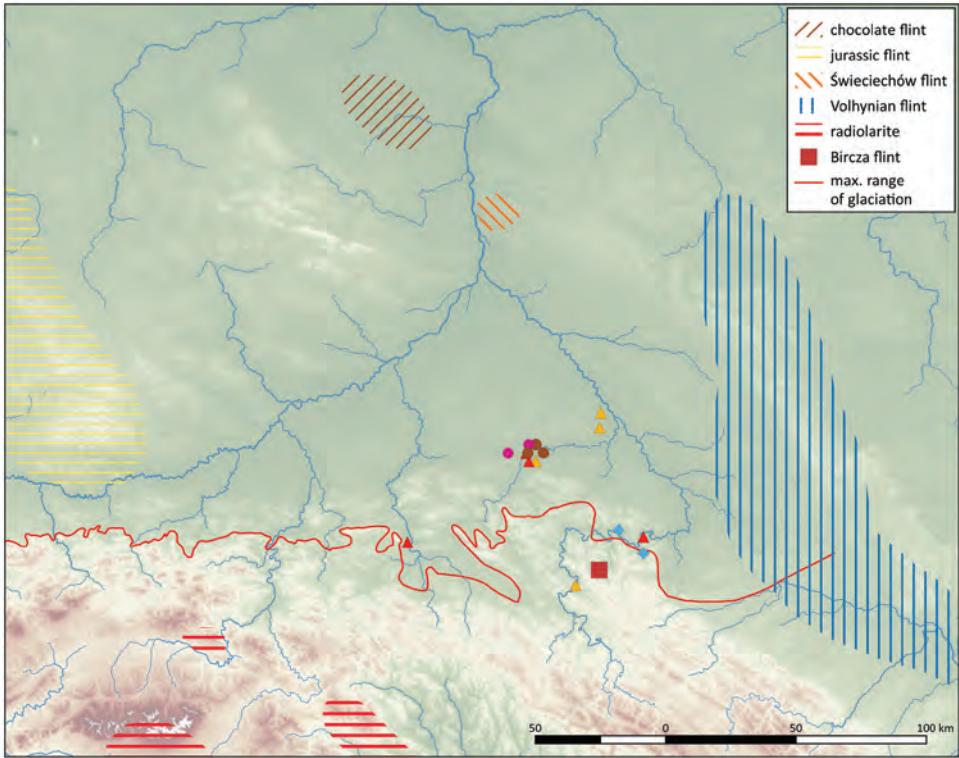 chocolate flint
jurassic flint
Świeciechów flint
Volhynian flint
radiolarite
Bircza flint
max. range
of glaciation
50 0 50 100 km